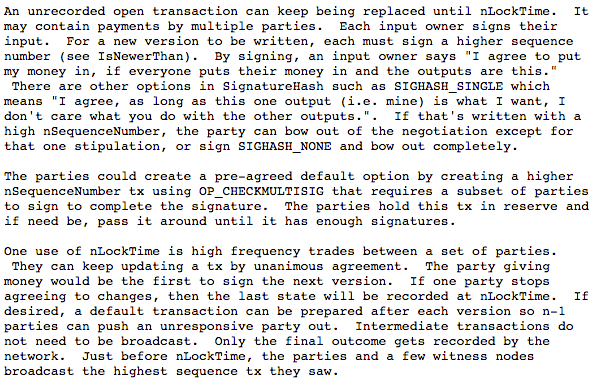 An unrecorded open transaction can keep being replaced until nLockTime.  It
may contain payments by multiple parties.  Each input owner signs their
input.  For a new version to be written, each must sign a higher sequence
number (see IsNewerThan).  By signing, an input owner says "I agree to put
my money in, if everyone puts their money in and the outputs are this."
 There are other options in SignatureHash such as SIGHASH_SINGLE which
means "I agree, as long as this one output (i.e. mine) is what I want, I
don't care what you do with the other outputs.".  If that's written with a
high nSequenceNumber, the party can bow out of the negotiation except for
that one stipulation, or sign SIGHASH_NONE and bow out completely.

The parties could create a pre-agreed default option by creating a higher
nSequenceNumber tx using OP_CHECKMULTISIG that requires a subset of parties
to sign to complete the signature.  The parties hold this tx in reserve and
if need be, pass it around until it has enough signatures.

One use of nLockTime is high frequency trades between a set of parties.
 They can keep updating a tx by unanimous agreement.  The party giving
money would be the first to sign the next version.  If one party stops
agreeing to changes, then the last state will be recorded at nLockTime.  If
desired, a default transaction can be prepared after each version so n-1
parties can push an unresponsive party out.  Intermediate transactions do
not need to be broadcast.  Only the final outcome gets recorded by the
network.  Just before nLockTime, the parties and a few witness nodes
broadcast the highest sequence tx they saw.